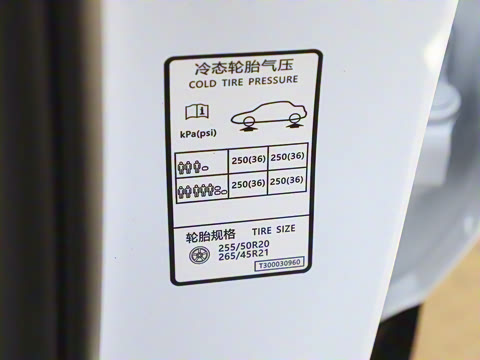 冷态轮胎气压
COLD TIRE PRESSURE
kPa(psi)
250(36) 250(36)
250(36) 250(36)
轮胎规格 TIRE SIZE
255/50R20
265/45R21
T300030960